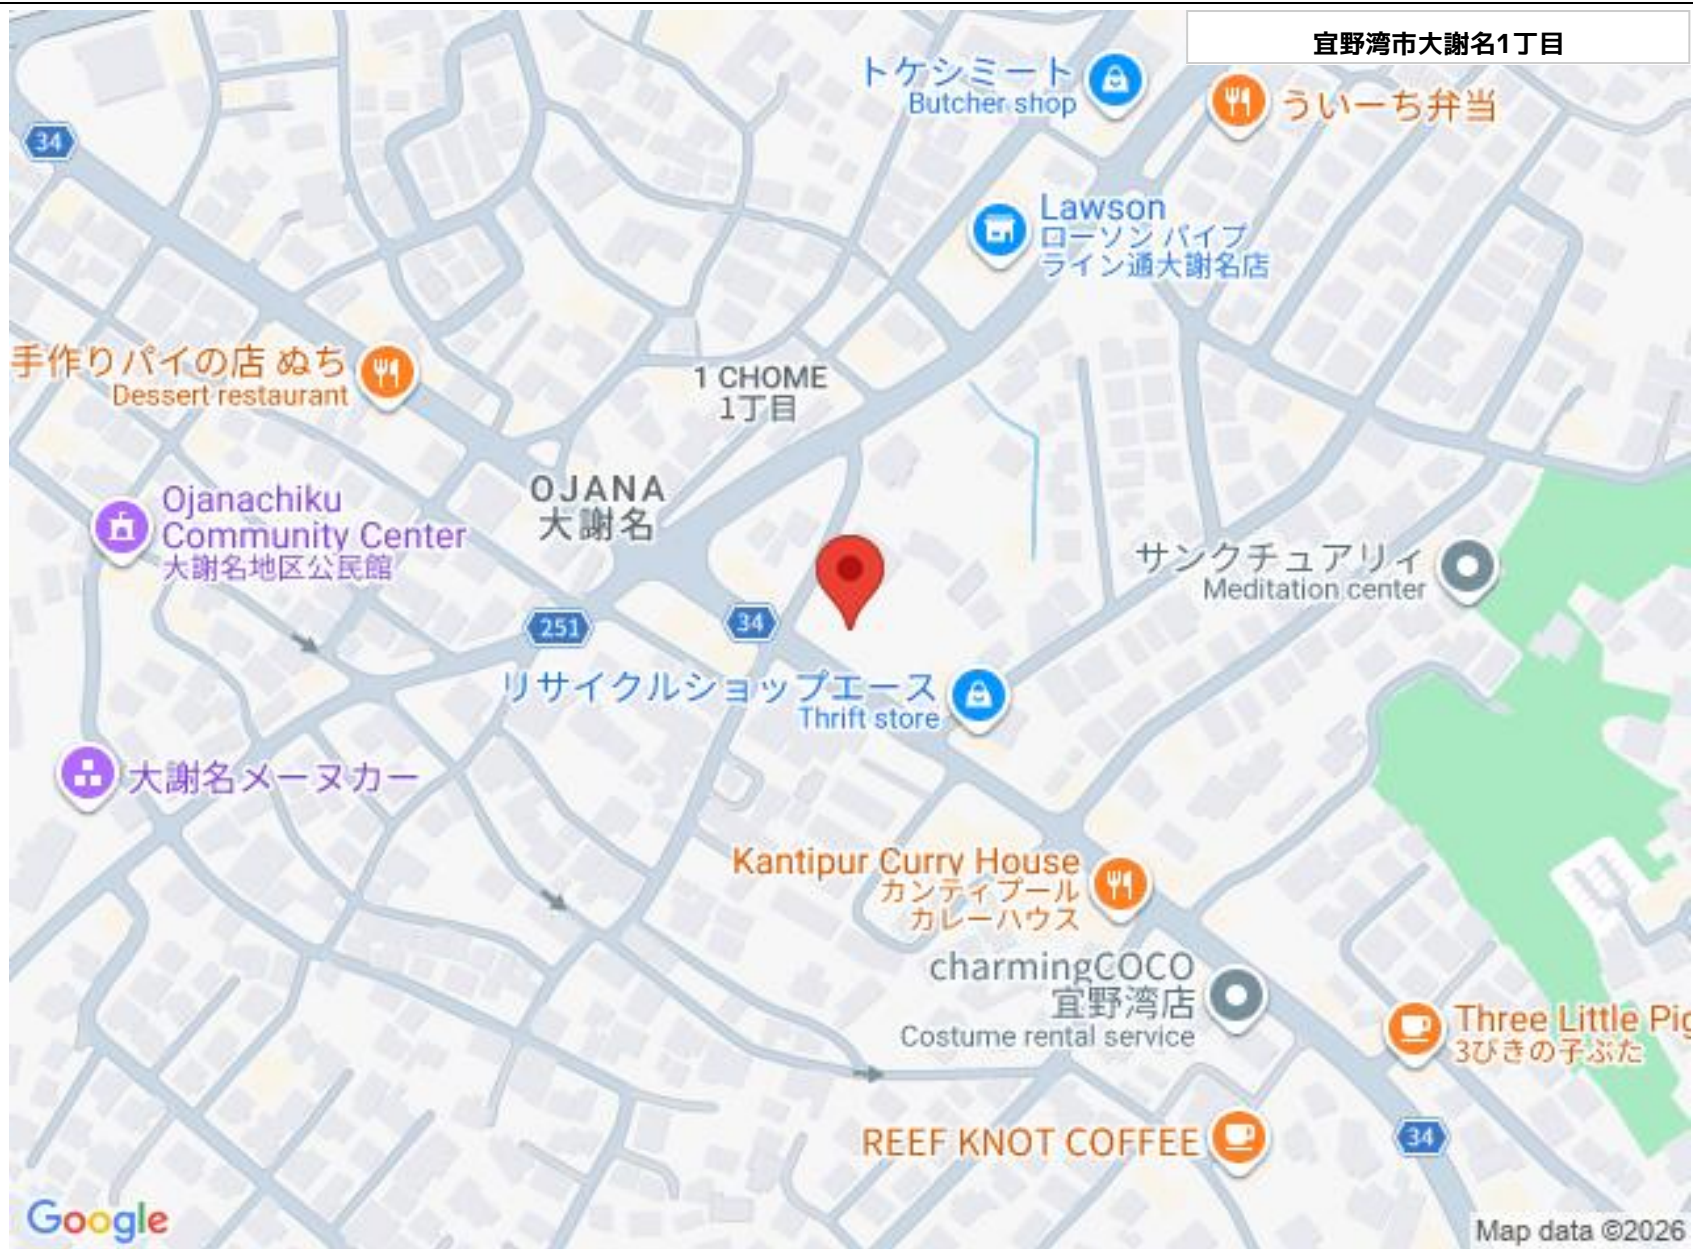 宜野湾市大謝名1丁目
トケシミート
Butcher shop
ういーち弁当
34
Lawson
ローソン パイプ
ライン通大謝名店
手作りパイの店 ぬち
Dessert restaurant
1 CHOME
1丁目
OJANA
大謝名
Ojanachiku
Community Center
大謝名地区公民館
サンクチュアリィ
Meditation center
251
34
リサイクルショップエース
Thrift store
大謝名メーヌカー
Kantipur Curry House
カンティプール
カレーハウス
charmingCOCO
宜野湾店
Costume rental service
Three Little Pig
3びきの子ぶた
REEF KNOT COFFEE
34
Google
Map data ©2026